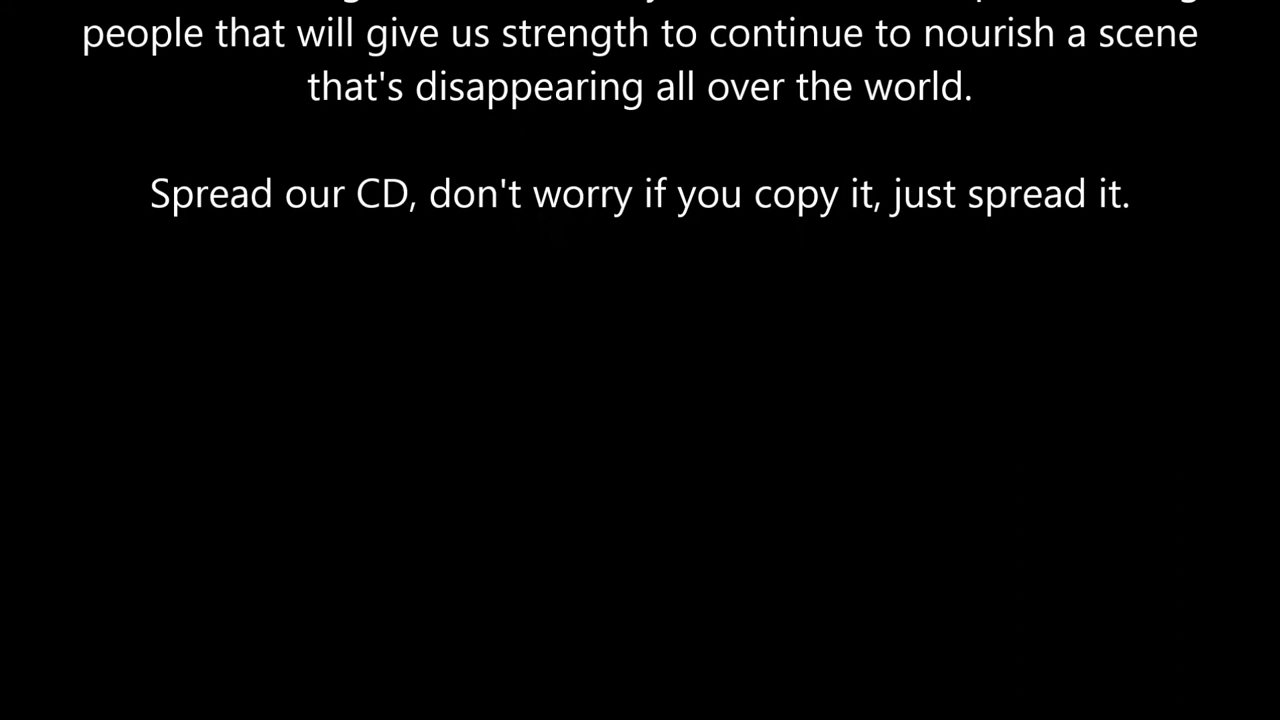 people that will give us strength to continue to nourish a scene
that's disappearing all over the world.
Spread our CD, don't worry if you copy it, just spread it.